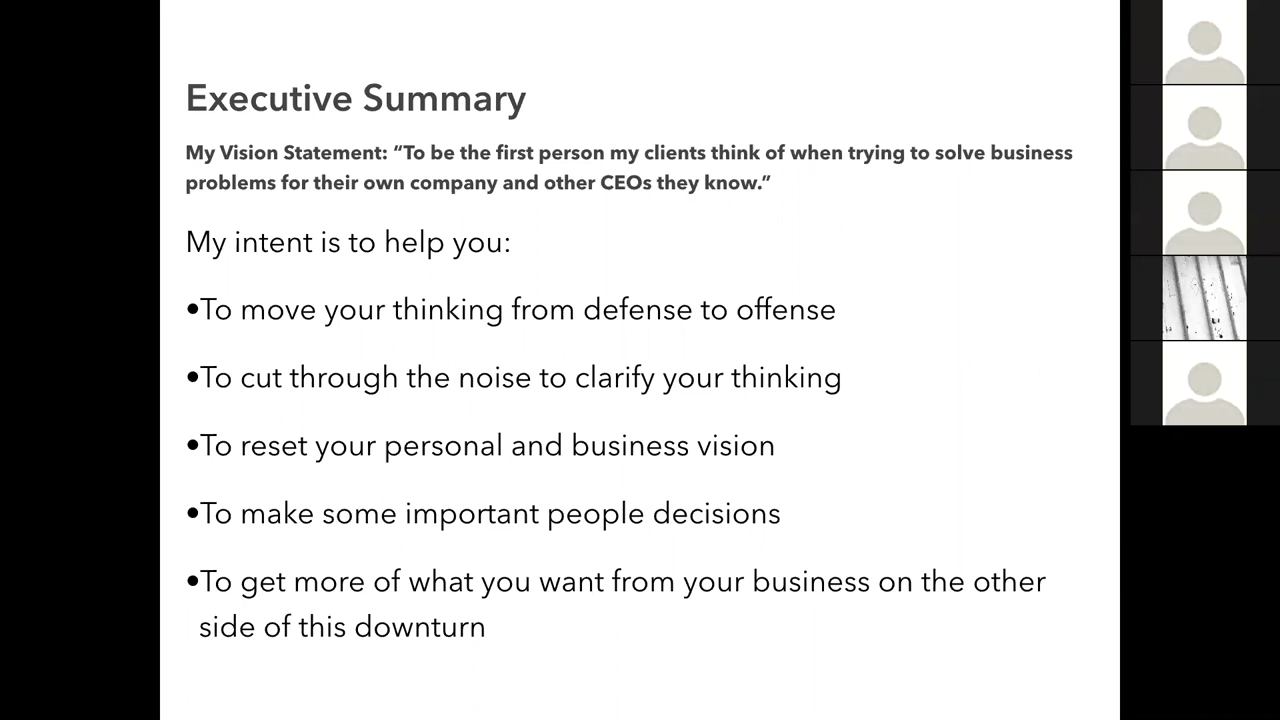 Executive Summary
My Vision Statement: “To be the first person my clients think of when trying to solve business
problems for their own company and other CEOs they know.”
My intent is to help you:
•To move your thinking from defense to offense
•To cut through the noise to clarify your thinking
•To reset your personal and business vision
•To make some important people decisions
•To get more of what you want from your business on the other
side of this downturn